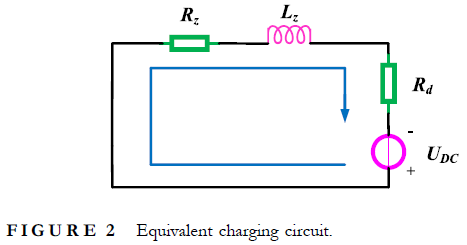 Rz Lz
Rd
-
UDC
+
FIGURE 2 Equivalent charging circuit.